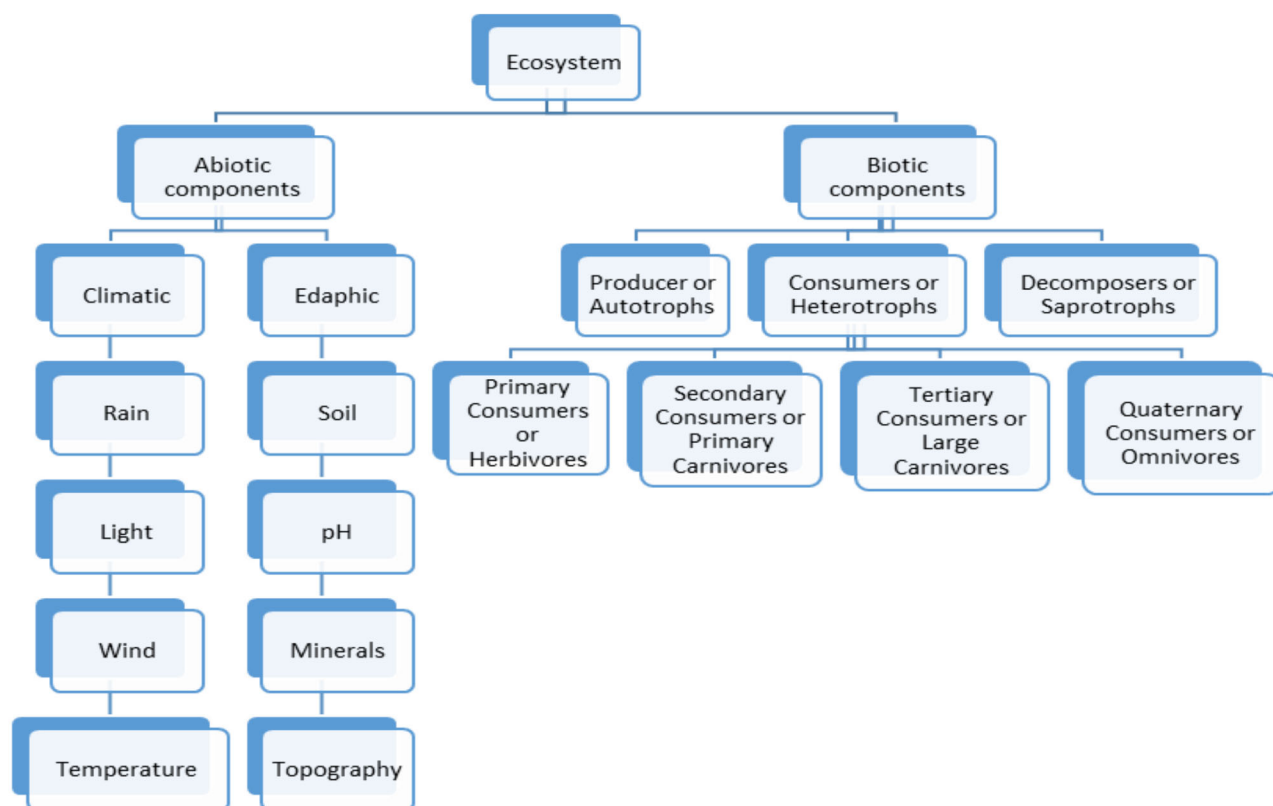 Ecosystem
Abiotic
components
Biotic
components
Climatic
Edaphic
Producer or
Autotrophs
Consumers or
Heterotrophs
Decomposers or
Saprotrophs
Rain
Soil
Primary
Consumers
or
Herbivores
Secondary
Consumers or
Primary
Carnivores
Tertiary
Consumers or
Large
Carnivores
Quaternary
Consumers or
Omnivores
Light
pH
Wind
Minerals
Temperature
Topography